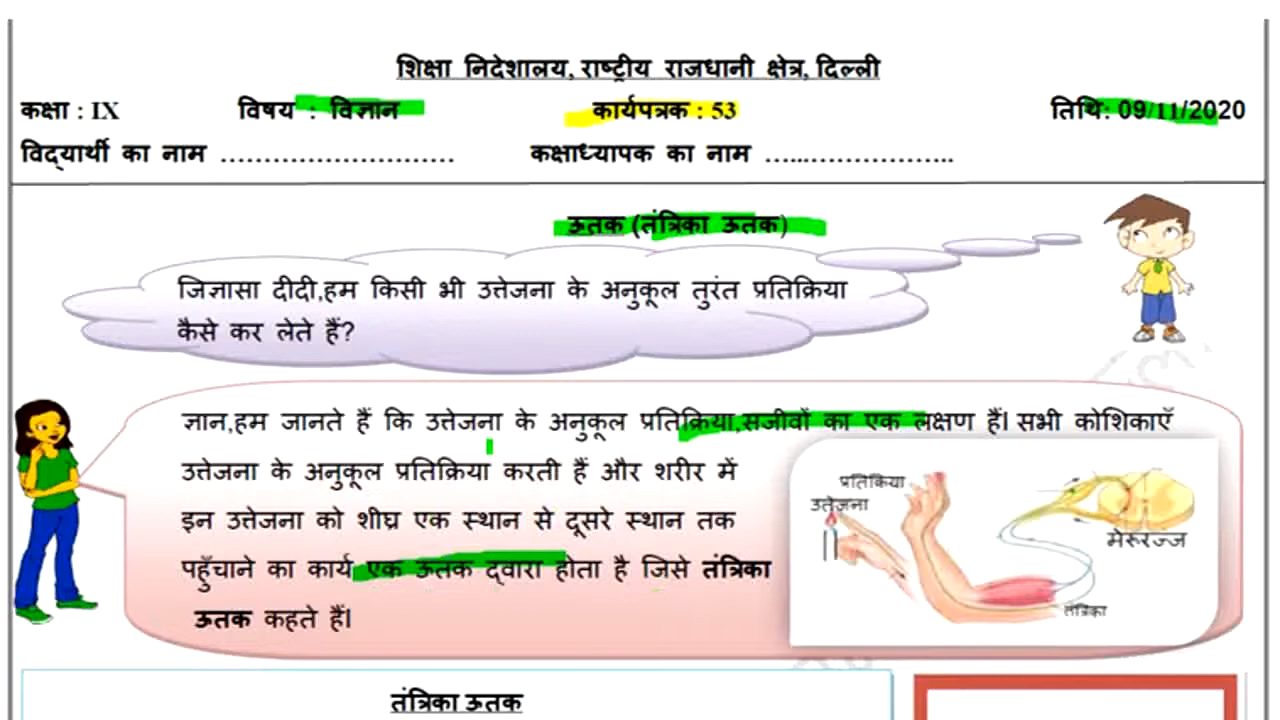 शिक्षा निदेशालय, राष्ट्रीय राजधानी क्षेत्र, दिल्ली
कक्षा : IX विषय : विज्ञान कार्यपत्रक : 53 तिथि: 09/11/2020
विद्यार्थी का नाम ………………………… कक्षाध्यापक का नाम …...……………..
ऊतक (तंत्रिका ऊतक)
जिज्ञासा दीदी,हम किसी भी उत्तेजना के अनुकूल तुरंत प्रतिक्रिया
कैसे कर लेते हैं?
ज्ञान,हम जानते हैं कि उत्तेजना के अनुकूल प्रतिक्रिया,सजीवों का एक लक्षण हैं। सभी कोशिकाएँ
उत्तेजना के अनुकूल प्रतिक्रिया करती हैं और शरीर में
इन उत्तेजना को शीघ्र एक स्थान से दूसरे स्थान तक
पहुँचाने का कार्य एक ऊतक द्वारा होता है जिसे तंत्रिका
ऊतक कहते हैं।
प्रतिकिया
उतेजना
मेरूरज्ज
तंत्रिका
तंत्रिका ऊतक